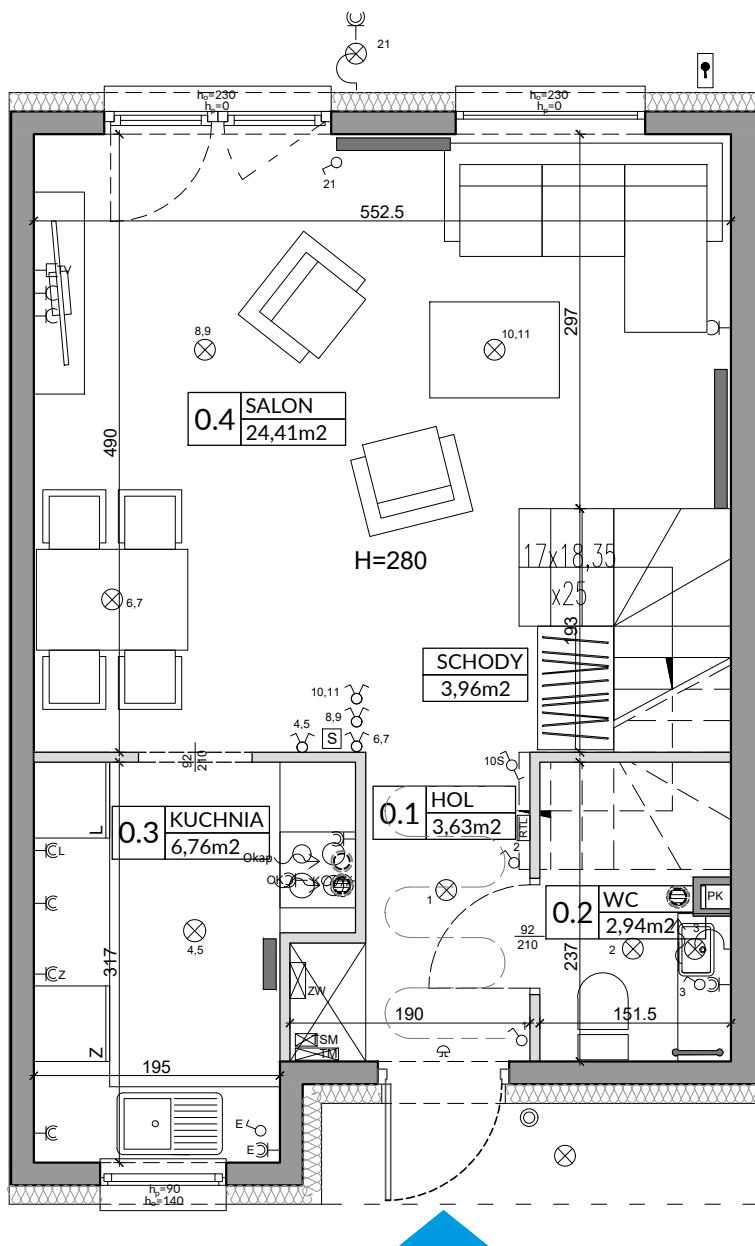 21
h₀=230
hₚ=0
h₀=230
hₚ=0
21
552.5
TV
8,9
10,11
297
0.4
SALON
24,41m2
490
H=280
17x18,35
x25
193
6,7
SCHODY
3,96m2
10,11
8,9
4,5
S
6,7
92
210
10S
0.1
HOL
3,63m2
RTL
0.3
KUCHNIA
6,76m2
L
L
2
Okap
1
PK
0.2
WC
2,94m2
92
210
4,5
2
3
317
237
Z
ZW
3
190
151.5
1
SM
TM
Z
195
E
E
hₚ=90
h₀=140